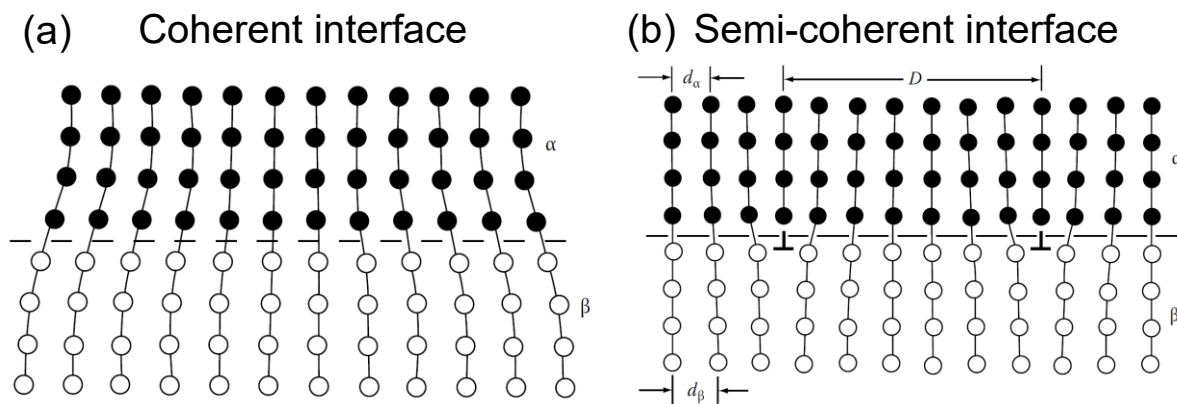 (a) Coherent interface
α
β
(b) Semi-coherent interface
dα
D
α
β
dβ